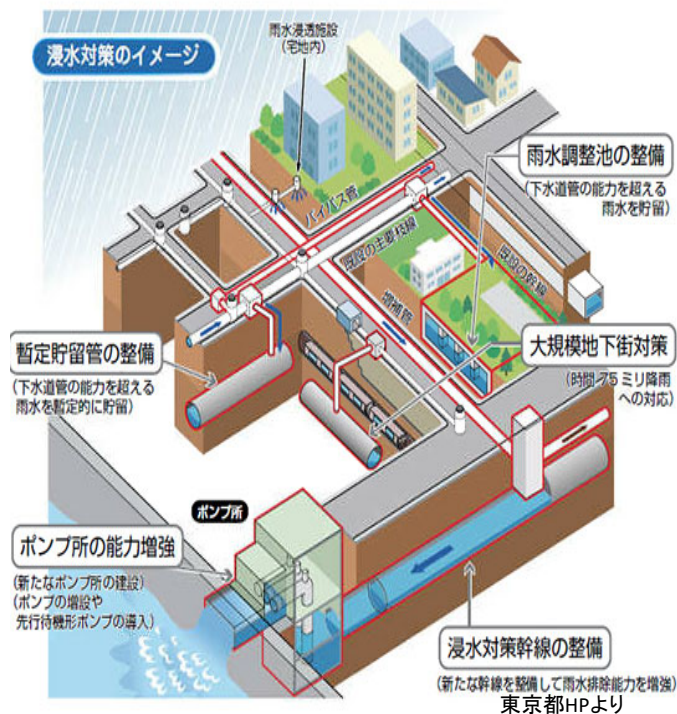 浸水対策のイメージ
雨水浸透施設
(宅地内)
雨水調整池の整備
(下水道管の能力を超える
雨水を貯留)
バイパス管
既設の主要枝線
既設の幹線
増補管
暫定貯留管の整備
(下水道管の能力を超える
雨水を暫定的に貯留)
大規模地下街対策
(時間75ミリ降雨
への対応)
ポンプ所
ポンプ所の能力増強
(新たなポンプ所の建設)
(ポンプの増設や
先行待機形ポンプの導入)
浸水対策幹線の整備
(新たな幹線を整備して雨水排除能力を増強)
東京都HPより